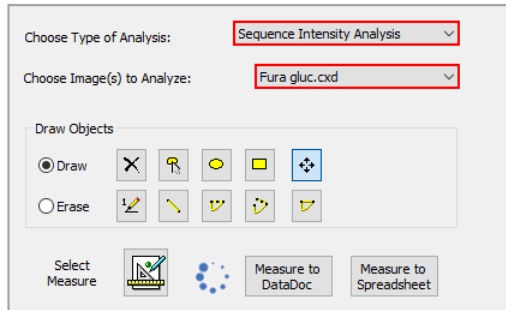 Choose Type of Analysis: Sequence Intensity Analysis
Choose Image(s) to Analyze: Fura gluc.cxd
Draw Objects
Draw
Erase
Select
Measure
Measure to
DataDoc
Measure to
Spreadsheet